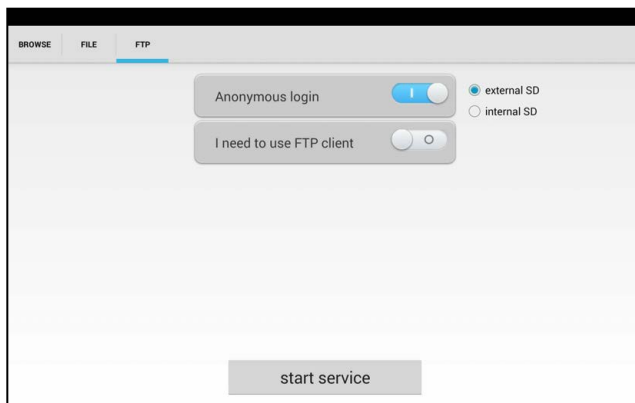 BROWSE FILE FTP
Anonymous login
external SD
internal SD
I need to use FTP client
start service